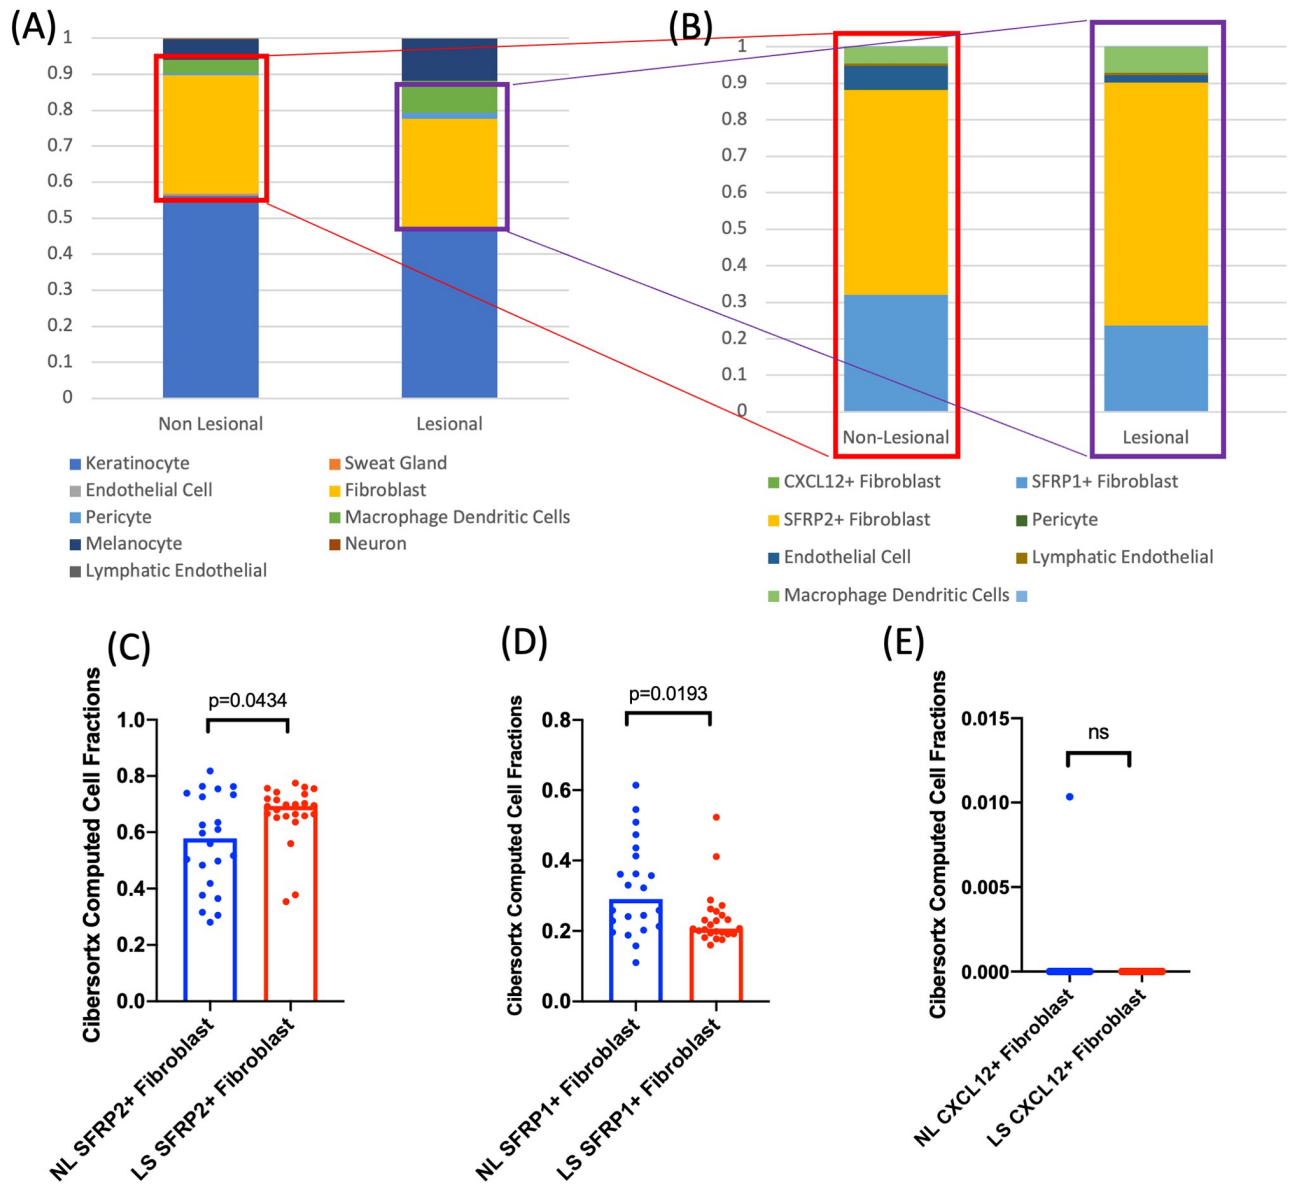 (A)
1
0.9
0.8
0.7
0.6
0.5
0.4
0.3
0.2
0.1
0
Non Lesional Lesional
Keratinocyte Sweat Gland
Endothelial Cell Fibroblast
Pericyte Macrophage Dendritic Cells
Melanocyte Neuron
Lymphatic Endothelial
(B)
1
0.9
0.8
0.7
0.6
0.5
0.4
0.3
0.2
0.1
0
Non-Lesional Lesional
CXCL12+ Fibroblast SFRP1+ Fibroblast
SFRP2+ Fibroblast Pericyte
Endothelial Cell Lymphatic Endothelial
Macrophage Dendritic Cells
(C)
Cibersortx Computed Cell Fractions
p=0.0434
1.0
0.8
0.6
0.4
0.2
0.0
NL SFRP2+ Fibroblast
LS SFRP2+ Fibroblast
(D)
Cibersortx Computed Cell Fractions
p=0.0193
0.8
0.6
0.4
0.2
0.0
NL SFRP1+ Fibroblast
LS SFRP1+ Fibroblast
(E)
Cibersortx Computed Cell Fractions
ns
0.015
0.010
0.005
0.000
NL CXCL12+ Fibroblast
LS CXCL12+ Fibroblast